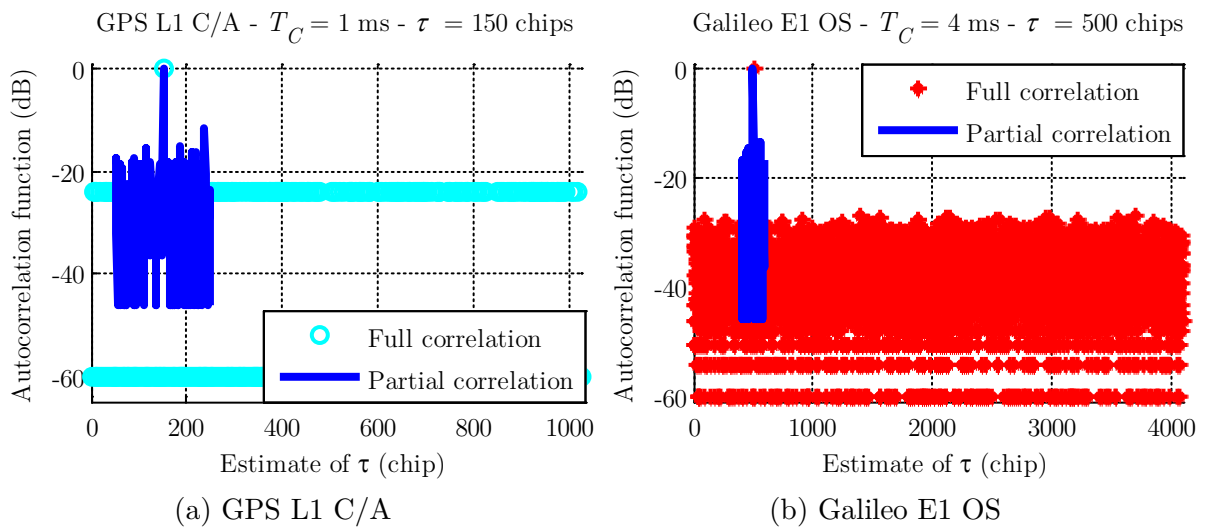 GPS L1 C/A - T_C = 1 ms - τ = 150 chips
Autocorrelation function (dB)
0
-20
-40
-60
Full correlation
Partial correlation
0 200 400 600 800 1000
Estimate of τ (chip)
(a) GPS L1 C/A
Galileo E1 OS - T_C = 4 ms - τ = 500 chips
Autocorrelation function (dB)
0
-20
-40
-60
Full correlation
Partial correlation
0 1000 2000 3000 4000
Estimate of τ (chip)
(b) Galileo E1 OS